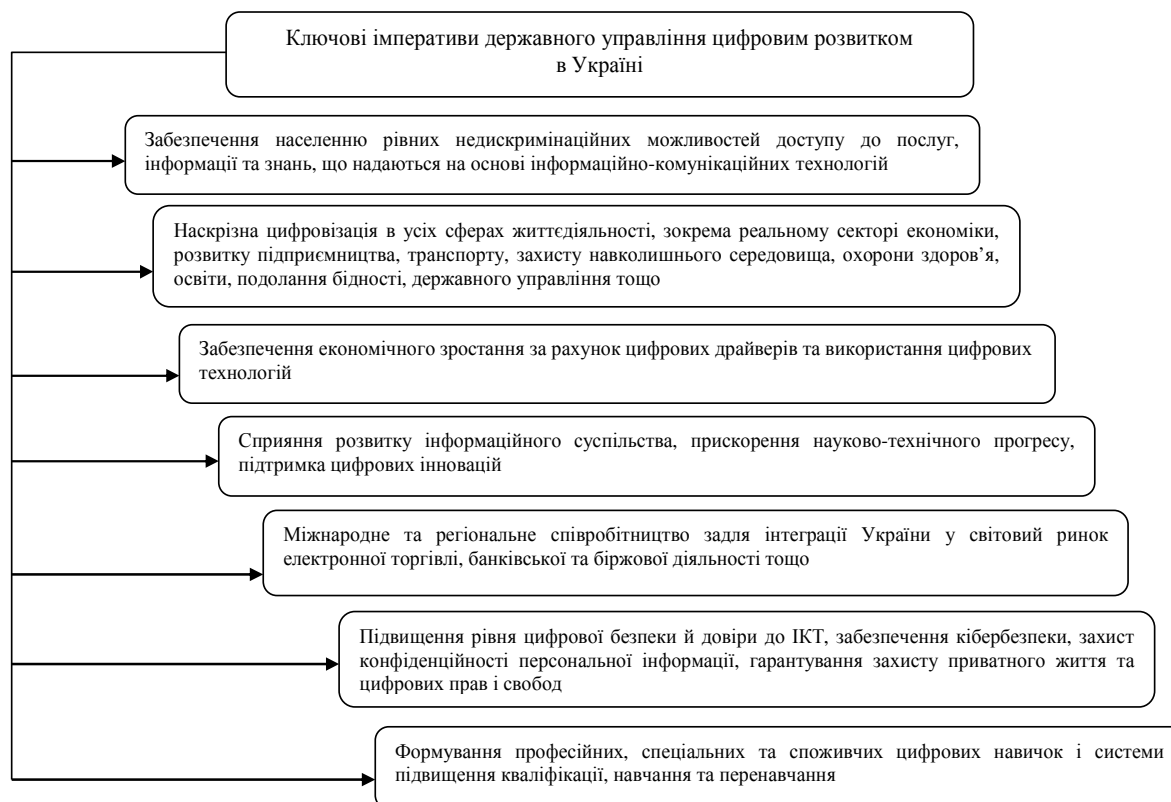 Ключові імперативи державного управління цифровим розвитком
в Україні
Забезпечення населенню рівних недискримінаційних можливостей доступу до послуг,
інформації та знань, що надаються на основі інформаційно-комунікаційних технологій
Наскрізна цифровізація в усіх сферах життєдіяльності, зокрема реальному секторі економіки,
розвитку підприємництва, транспорту, захисту навколишнього середовища, охорони здоров’я,
освіти, подолання бідності, державного управління тощо
Забезпечення економічного зростання за рахунок цифрових драйверів та використання цифрових
технологій
Сприяння розвитку інформаційного суспільства, прискорення науково-технічного прогресу,
підтримка цифрових інновацій
Міжнародне та регіональне співробітництво задля інтеграції України у світовий ринок
електронної торгівлі, банківської та біржової діяльності тощо
Підвищення рівня цифрової безпеки й довіри до ІКТ, забезпечення кібербезпеки, захист
конфіденційності персональної інформації, гарантування захисту приватного життя та
цифрових прав і свобод
Формування професійних, спеціальних та споживчих цифрових навичок і системи
підвищення кваліфікації, навчання та перенавчання